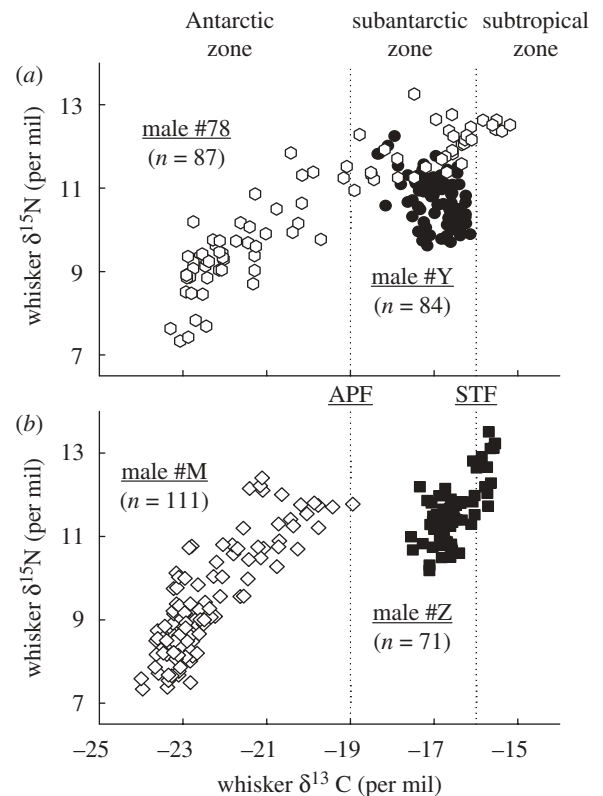 Antarctic zone
subantarctic zone
subtropical zone
(a)
13
11
9
7
whisker δ15N (per mil)
male #78
(n = 87)
male #Y
(n = 84)
APF
STF
(b)
13
11
9
7
whisker δ15N (per mil)
male #M
(n = 111)
male #Z
(n = 71)
–25 –23 –21 –19 –17 –15
whisker δ13 C (per mil)